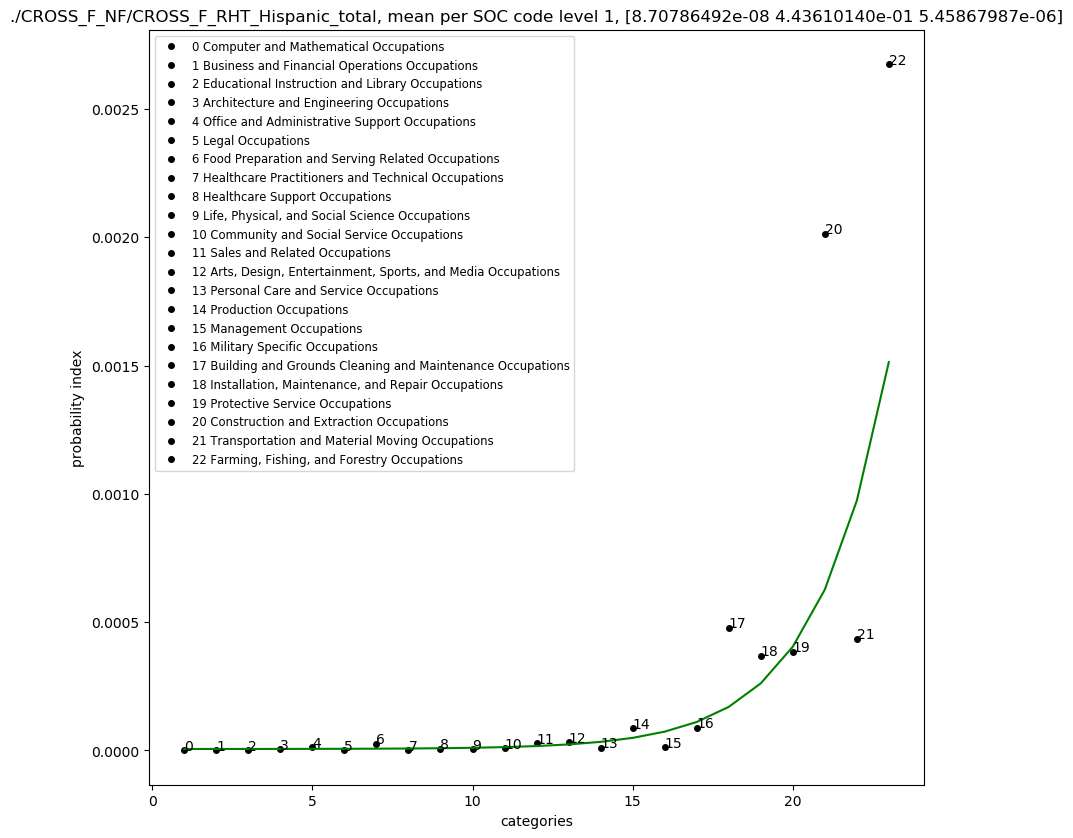 ./CROSS_F_NF/CROSS_F_RHT_Hispanic_total, mean per SOC code level 1, [8.70786492e-08 4.43610140e-01 5.45867987e-06]
0 Computer and Mathematical Occupations
1 Business and Financial Operations Occupations
2 Educational Instruction and Library Occupations
3 Architecture and Engineering Occupations
4 Office and Administrative Support Occupations
5 Legal Occupations
6 Food Preparation and Serving Related Occupations
7 Healthcare Practitioners and Technical Occupations
8 Healthcare Support Occupations
9 Life, Physical, and Social Science Occupations
10 Community and Social Service Occupations
11 Sales and Related Occupations
12 Arts, Design, Entertainment, Sports, and Media Occupations
13 Personal Care and Service Occupations
14 Production Occupations
15 Management Occupations
16 Military Specific Occupations
17 Building and Grounds Cleaning and Maintenance Occupations
18 Installation, Maintenance, and Repair Occupations
19 Protective Service Occupations
20 Construction and Extraction Occupations
21 Transportation and Material Moving Occupations
22 Farming, Fishing, and Forestry Occupations
probability index
0.0025
0.0020
0.0015
0.0010
0.0005
0.0000
0
1
2
3
4
5
6
7
8
9
10
11
12
13
14
15
16
17
18
19
20
21
22
0
5
10
15
20
categories